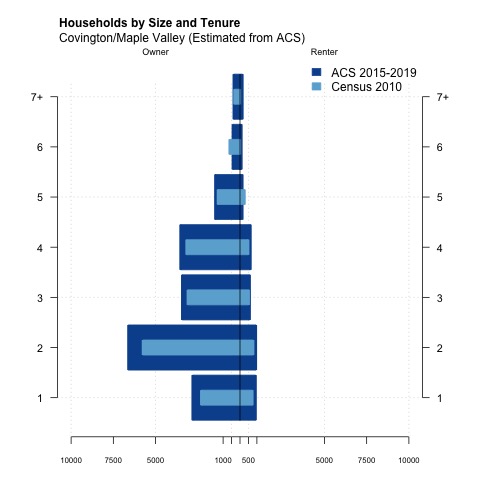 Households by Size and Tenure
Covington/Maple Valley (Estimated from ACS)
Owner Renter
ACS 2015-2019
Census 2010
7+ 7+
6 6
5 5
4 4
3 3
2 2
1 1
10000 7500 5000 1000 500 5000 7500 10000